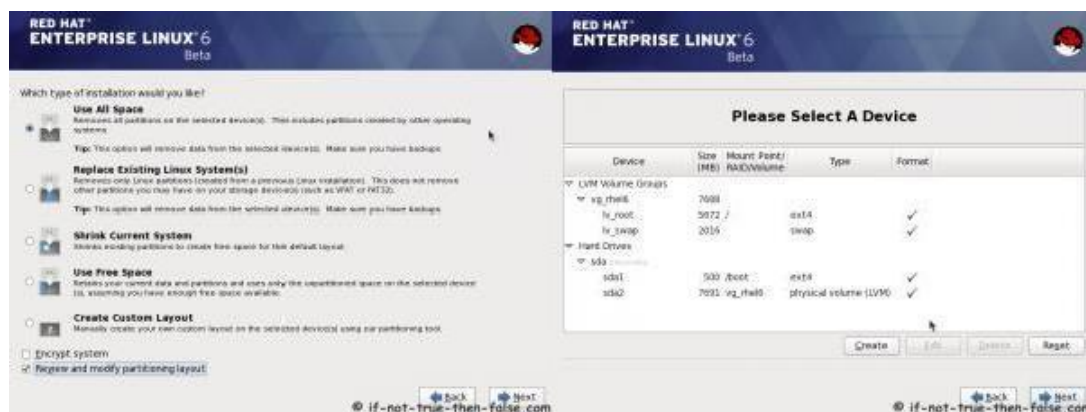 RED HAT®
ENTERPRISE LINUX® 6
Beta
Which type of installation would you like?
Use All Space
Removes all partitions on the selected device(s). This includes partitions created by other operating
systems.
Tip: This option will remove data from the selected device(s). Make sure you have backups.
Replace Existing Linux System(s)
Removes only Linux partitions (created from a previous Linux installation). This does not remove
other partitions you may have on your storage device(s) (such as VFAT or FAT32).
Tip: This option will remove data from the selected device(s). Make sure you have backups.
Shrink Current System
Shrinks existing partitions to create free space for the default layout.
Use Free Space
Retains your current data and partitions and uses only the unpartitioned space on the selected device
(s), assuming you have enough free space available.
Create Custom Layout
Manually create your own custom layout on the selected device(s) using our partitioning tool.
Encrypt system
Review and modify partitioning layout
Back Next
© if-not-true-then-false.com
RED HAT®
ENTERPRISE LINUX® 6
Beta
Please Select A Device
Device Size (MB) Mount Point/ RAID/Volume Type Format
LVM Volume Groups
vg_rhel6 7688
lv_root 5672 / ext4 ✓
lv_swap 2016 swap ✓
Hard Drives
sda
sda1 500 /boot ext4 ✓
sda2 7691 vg_rhel6 physical volume (LVM) ✓
Create Edit Delete Reset
Back Next
© if-not-true-then-false.com